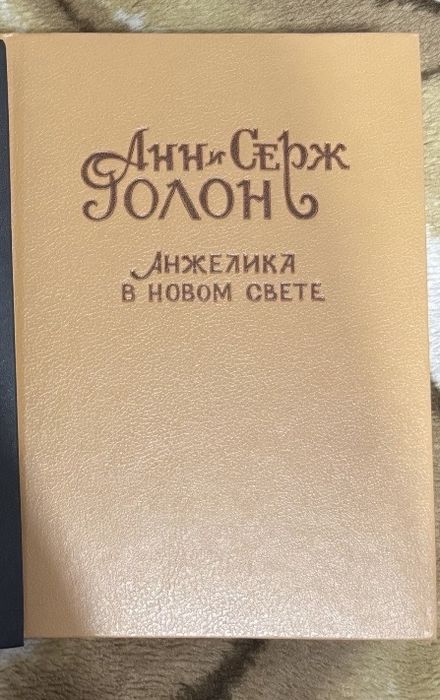 Анн и Серж
Голон
Анжелика
в Новом Свете